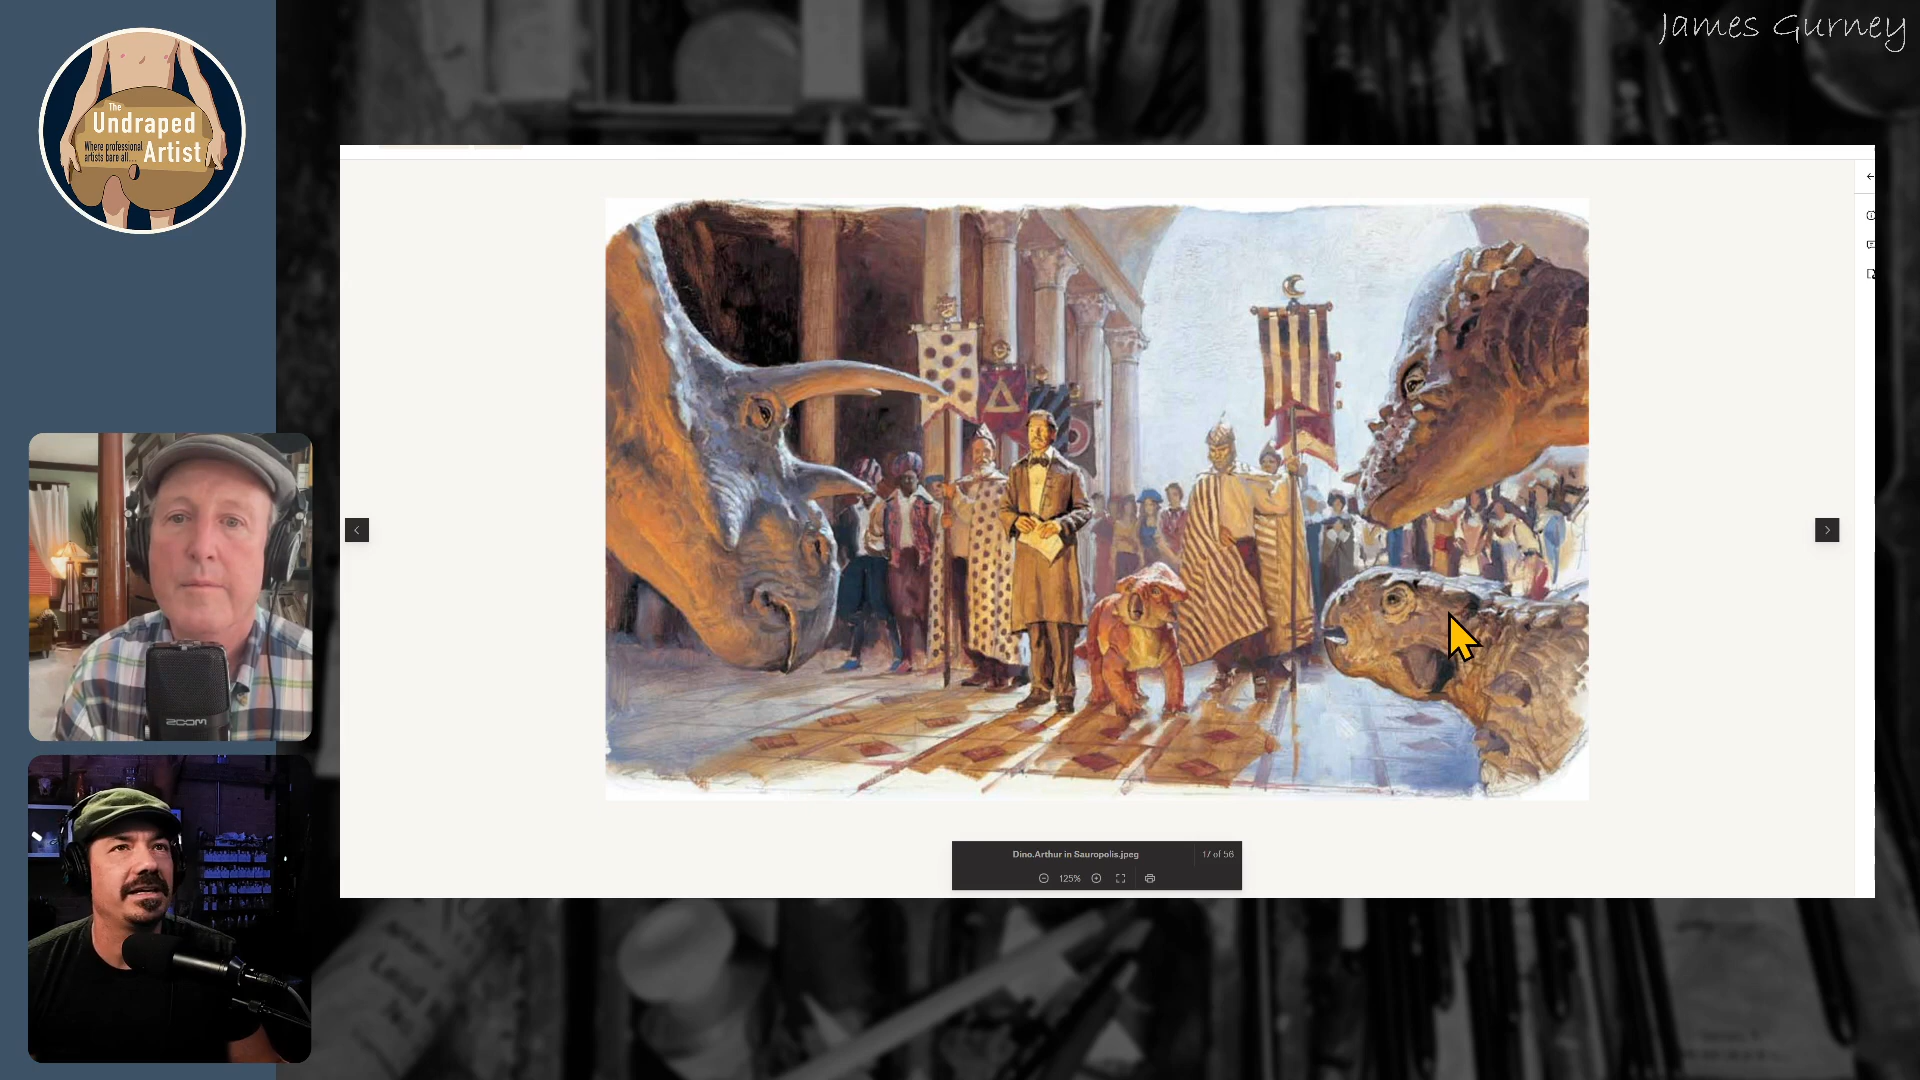 James Gurney
The
Undraped
Where professional
artists bare all...
Artist
ZOOM
Dino.Arthur in Sauropolis.jpeg
17 of 56
125%